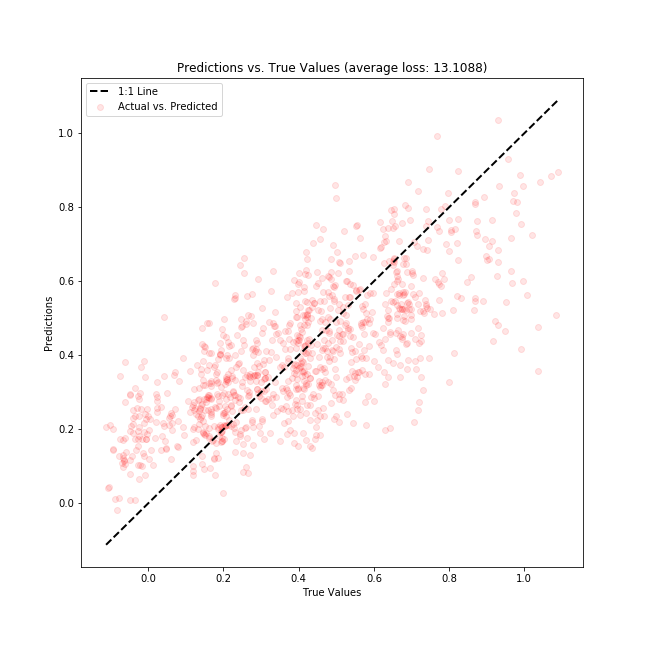 Predictions vs. True Values (average loss: 13.1088)
1:1 Line
Actual vs. Predicted
1.0
0.8
0.6
0.4
0.2
0.0
Predictions
0.0 0.2 0.4 0.6 0.8 1.0
True Values